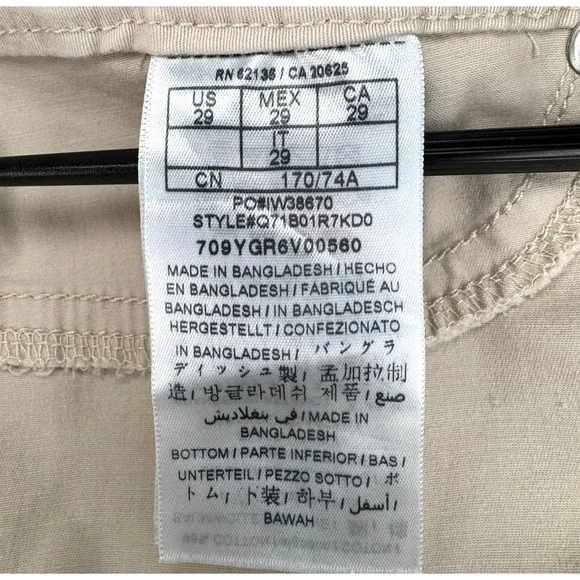 RN 62136 / CA 20625
US MEX CA
29 29 29
IT
29
CN 170/74A
PO#IW38670
STYLE#Q71B01R7KD0
709YGR6V00560
MADE IN BANGLADESH / HECHO
EN BANGLADESH / FABRIQUÉ AU
BANGLADESH / IN BANGLADESCH
HERGESTELLT / CONFEZIONATO
IN BANGLADESH / バングラ
ディッシュ製 / 孟加拉制
造 / 방글라데쉬 제품 / صنع
في بنغلاديش / MADE IN
BANGLADESH
BOTTOM / PARTE INFERIOR / BAS /
UNTERTEIL / PEZZO SOTTO / ボ
トム / 下装 / 하부 / أسفل /
BAWAH